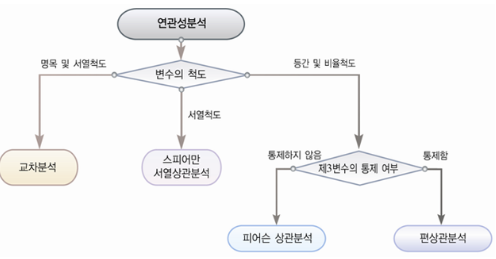 연관성분석
명목 및 서열척도
변수의 척도
등간 및 비율척도
서열척도
교차분석
스피어만
서열상관분석
통제하지 않음
제3변수의 통제 여부
통제함
피어슨 상관분석
편상관분석